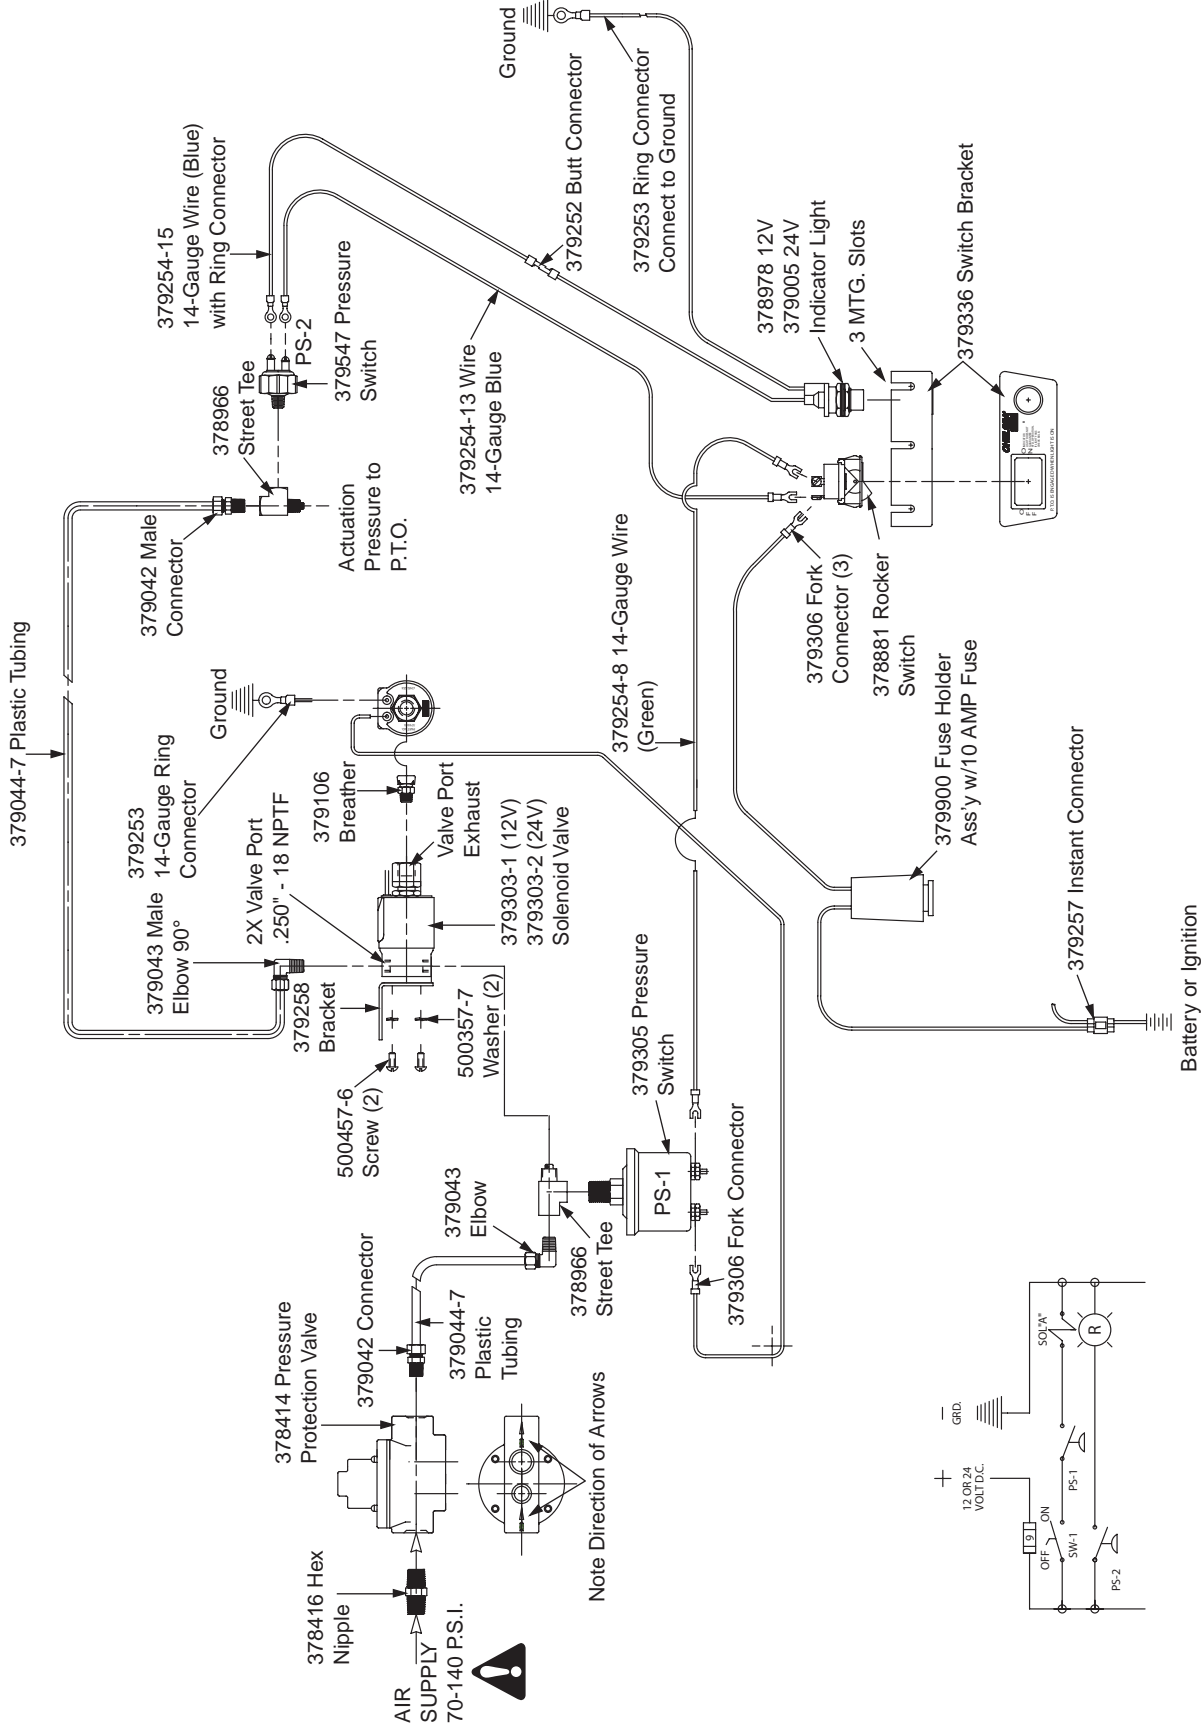 379044-7 Plastic Tubing
379254-15
14-Gauge Wire (Blue)
with Ring Connector
Ground
379252 Butt Connector
379253 Ring Connector
Connect to Ground
378966
Street Tee
PS-2
379547 Pressure
Switch
379042 Male
Connector
Actuation
Pressure to
P.T.O.
379254-13 Wire
14-Gauge Blue
378978 12V
379005 24V
Indicator Light
3 MTG. Slots
379336 Switch Bracket
Ground
379253
14-Gauge Ring
Connector
379043 Male
Elbow 90°
2X Valve Port
.250" - 18 NPTF
379106
Breather
Valve Port
Exhaust
379303-1 (12V)
379303-2 (24V)
Solenoid Valve
379254-8 14-Gauge Wire
(Green)
379306 Fork
Connector (3)
378881 Rocker
Switch
379900 Fuse Holder
Ass'y w/10 AMP Fuse
CHELSEA
O
N
O
F
F
P.T.O. IS ENGAGED WHEN LIGHT IS ON
379258
Bracket
500357-7
Washer (2)
500457-6
Screw (2)
379305 Pressure
Switch
PS-1
379257 Instant Connector
Battery or Ignition
378414 Pressure
Protection Valve
379042 Connector
379044-7
Plastic
Tubing
379043
Elbow
378966
Street Tee
379306 Fork Connector
378416 Hex
Nipple
AIR
SUPPLY
70-140 P.S.I.
Note Direction of Arrows
+
12 OR 24
VOLT D.C.
–
GRD.
9
OFF
ON
SW-1
PS-1
SOL"A"
PS-2
R